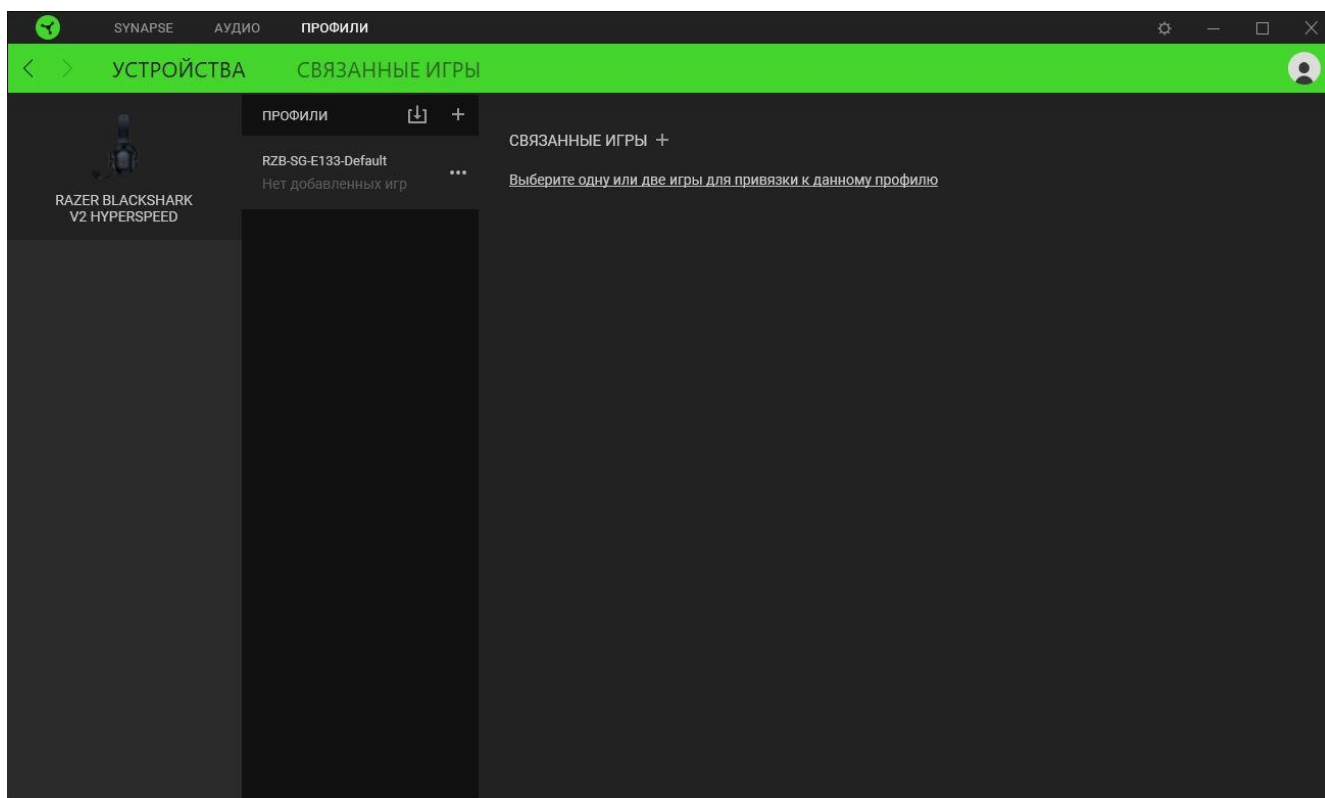 SYNAPSE АУДИО ПРОФИЛИ
УСТРОЙСТВА СВЯЗАННЫЕ ИГРЫ
RAZER BLACKSHARK
V2 HYPERSPEED
ПРОФИЛИ
RZB-SG-E133-Default
Нет добавленных игр
СВЯЗАННЫЕ ИГРЫ +
Выберите одну или две игры для привязки к данному профилю